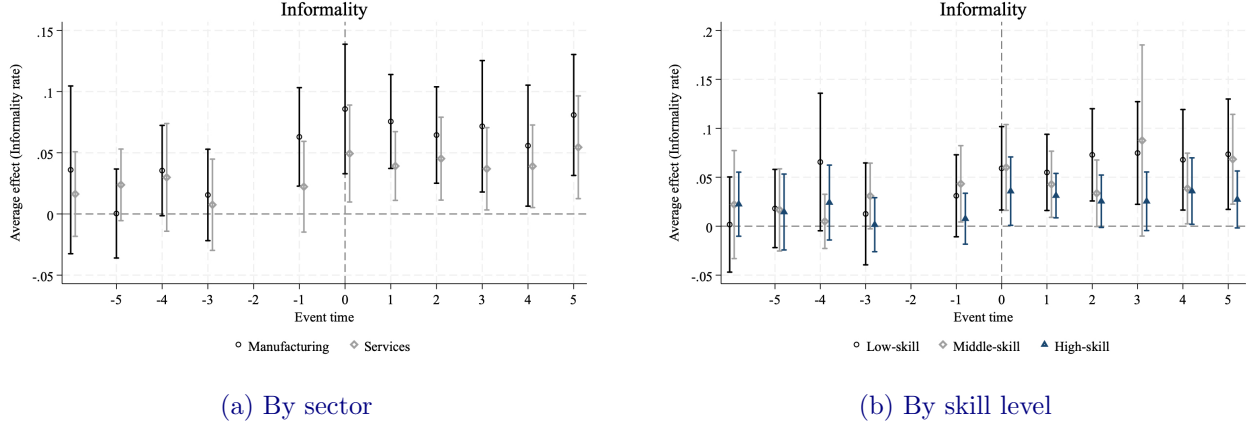 Informality
Average effect (Informality rate)
.15
.1
.05
0
-.05
-5 -4 -3 -2 -1 0 1 2 3 4 5
Event time
Manufacturing Services
(a) By sector
Informality
Average effect (Informality rate)
.2
.15
.1
.05
0
-.05
-5 -4 -3 -2 -1 0 1 2 3 4 5
Event time
Low-skill Middle-skill High-skill
(b) By skill level